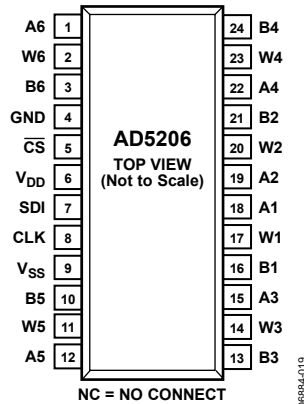 A6 1
W6 2
B6 3
GND 4
C̅S̅ 5
VDD 6
SDI 7
CLK 8
VSS 9
B5 10
W5 11
A5 12
AD5206
TOP VIEW
(Not to Scale)
24 B4
23 W4
22 A4
21 B2
20 W2
19 A2
18 A1
17 W1
16 B1
15 A3
14 W3
13 B3
NC = NO CONNECT
06884-019